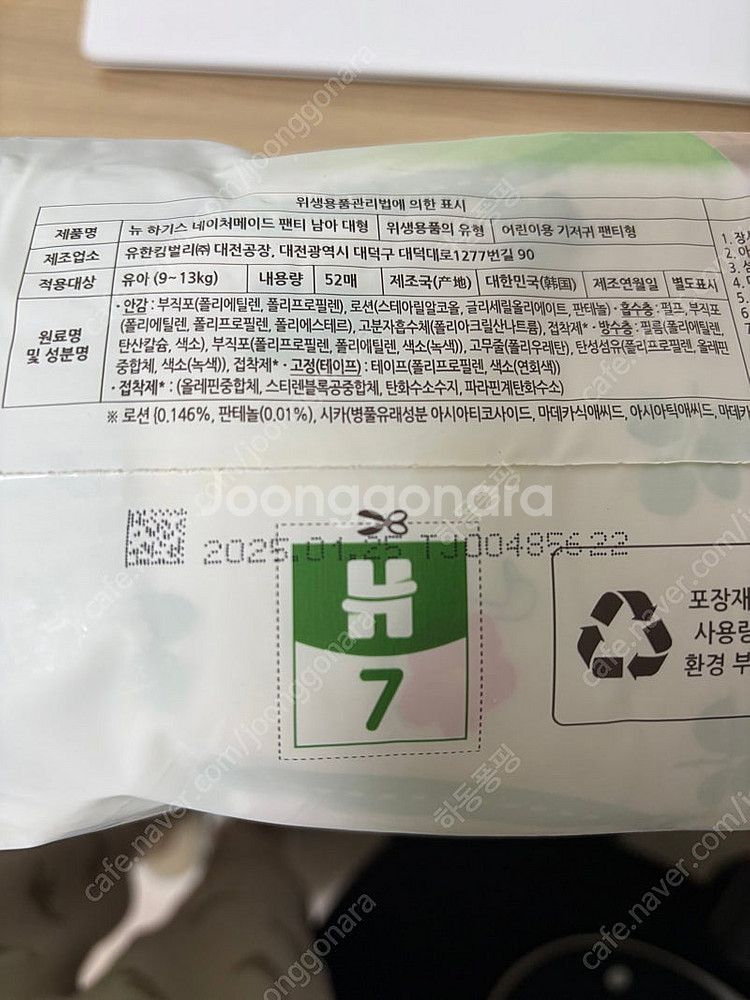 위생용품관리법에 의한 표시
제품명 뉴 하기스 네이처메이드 팬티 남아 대형 위생용품의 유형 어린이용 기저귀 팬티형
제조업소 유한킴벌리㈜ 대전공장, 대전광역시 대덕구 대덕대로1277번길 90
적용대상 유아 (9~13kg) 내용량 52매 제조국(产地) 대한민국(韩国) 제조연월일 별도표시
원료명 및 성분명
· 안감 : 부직포(폴리에틸렌, 폴리프로필렌), 로션(스테아릴알코올, 글리세릴올리에이트, 판테놀) · 흡수층 : 펄프, 부직포
(폴리에틸렌, 폴리프로필렌, 폴리에스테르), 고분자흡수체(폴리아크릴산나트륨), 접착제* · 방수층 : 필름(폴리에틸렌,
탄산칼슘, 색소), 부직포(폴리프로필렌, 폴리에틸렌, 색소(녹색)), 고무줄(폴리우레탄), 탄성섬유(폴리프로필렌, 올레핀
중합체, 색소(녹색)), 접착제* · 고정(테이프) : 테이프(폴리프로필렌, 색소(연회색))
· 접착제* : (올레핀중합체, 스티렌블록공중합체, 탄화수소수지, 파라핀계탄화수소)
※ 로션 (0.146%, 판테놀(0.01%), 시카(병풀유래성분 아시아티코사이드, 마데카식애씨드, 아시아틱애씨드, 마데카
1. 장
2.
3.
4.
5.
6.
7.
Joonggonara
2025.01.25 TJ00485622
H
7
포장재
사용량
환경 부
cafe.naver.com/joonggonara
하동퐁핑